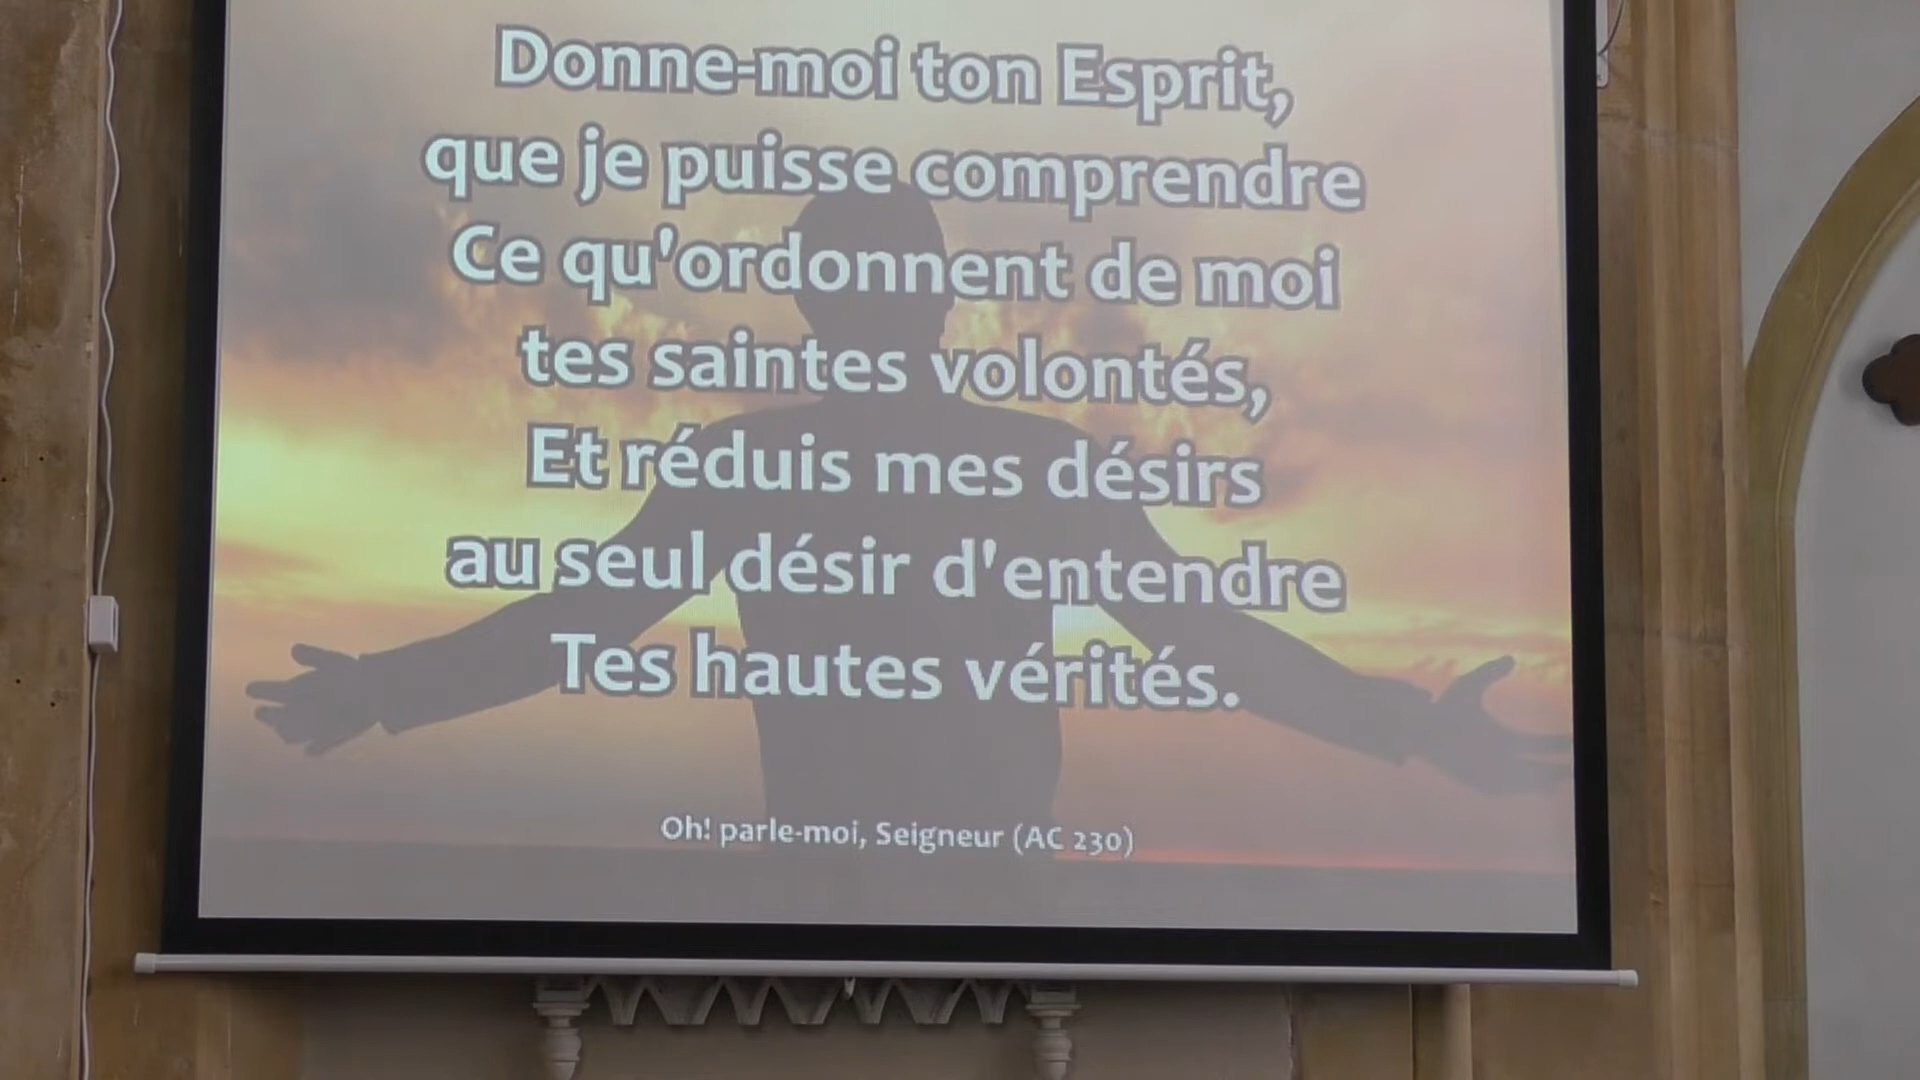 Donne-moi ton Esprit,
que je puisse comprendre
Ce qu'ordonnent de moi
tes saintes volontés,
Et réduis mes désirs
au seul désir d'entendre
Tes hautes vérités.
Oh! parle-moi, Seigneur (AC 230)